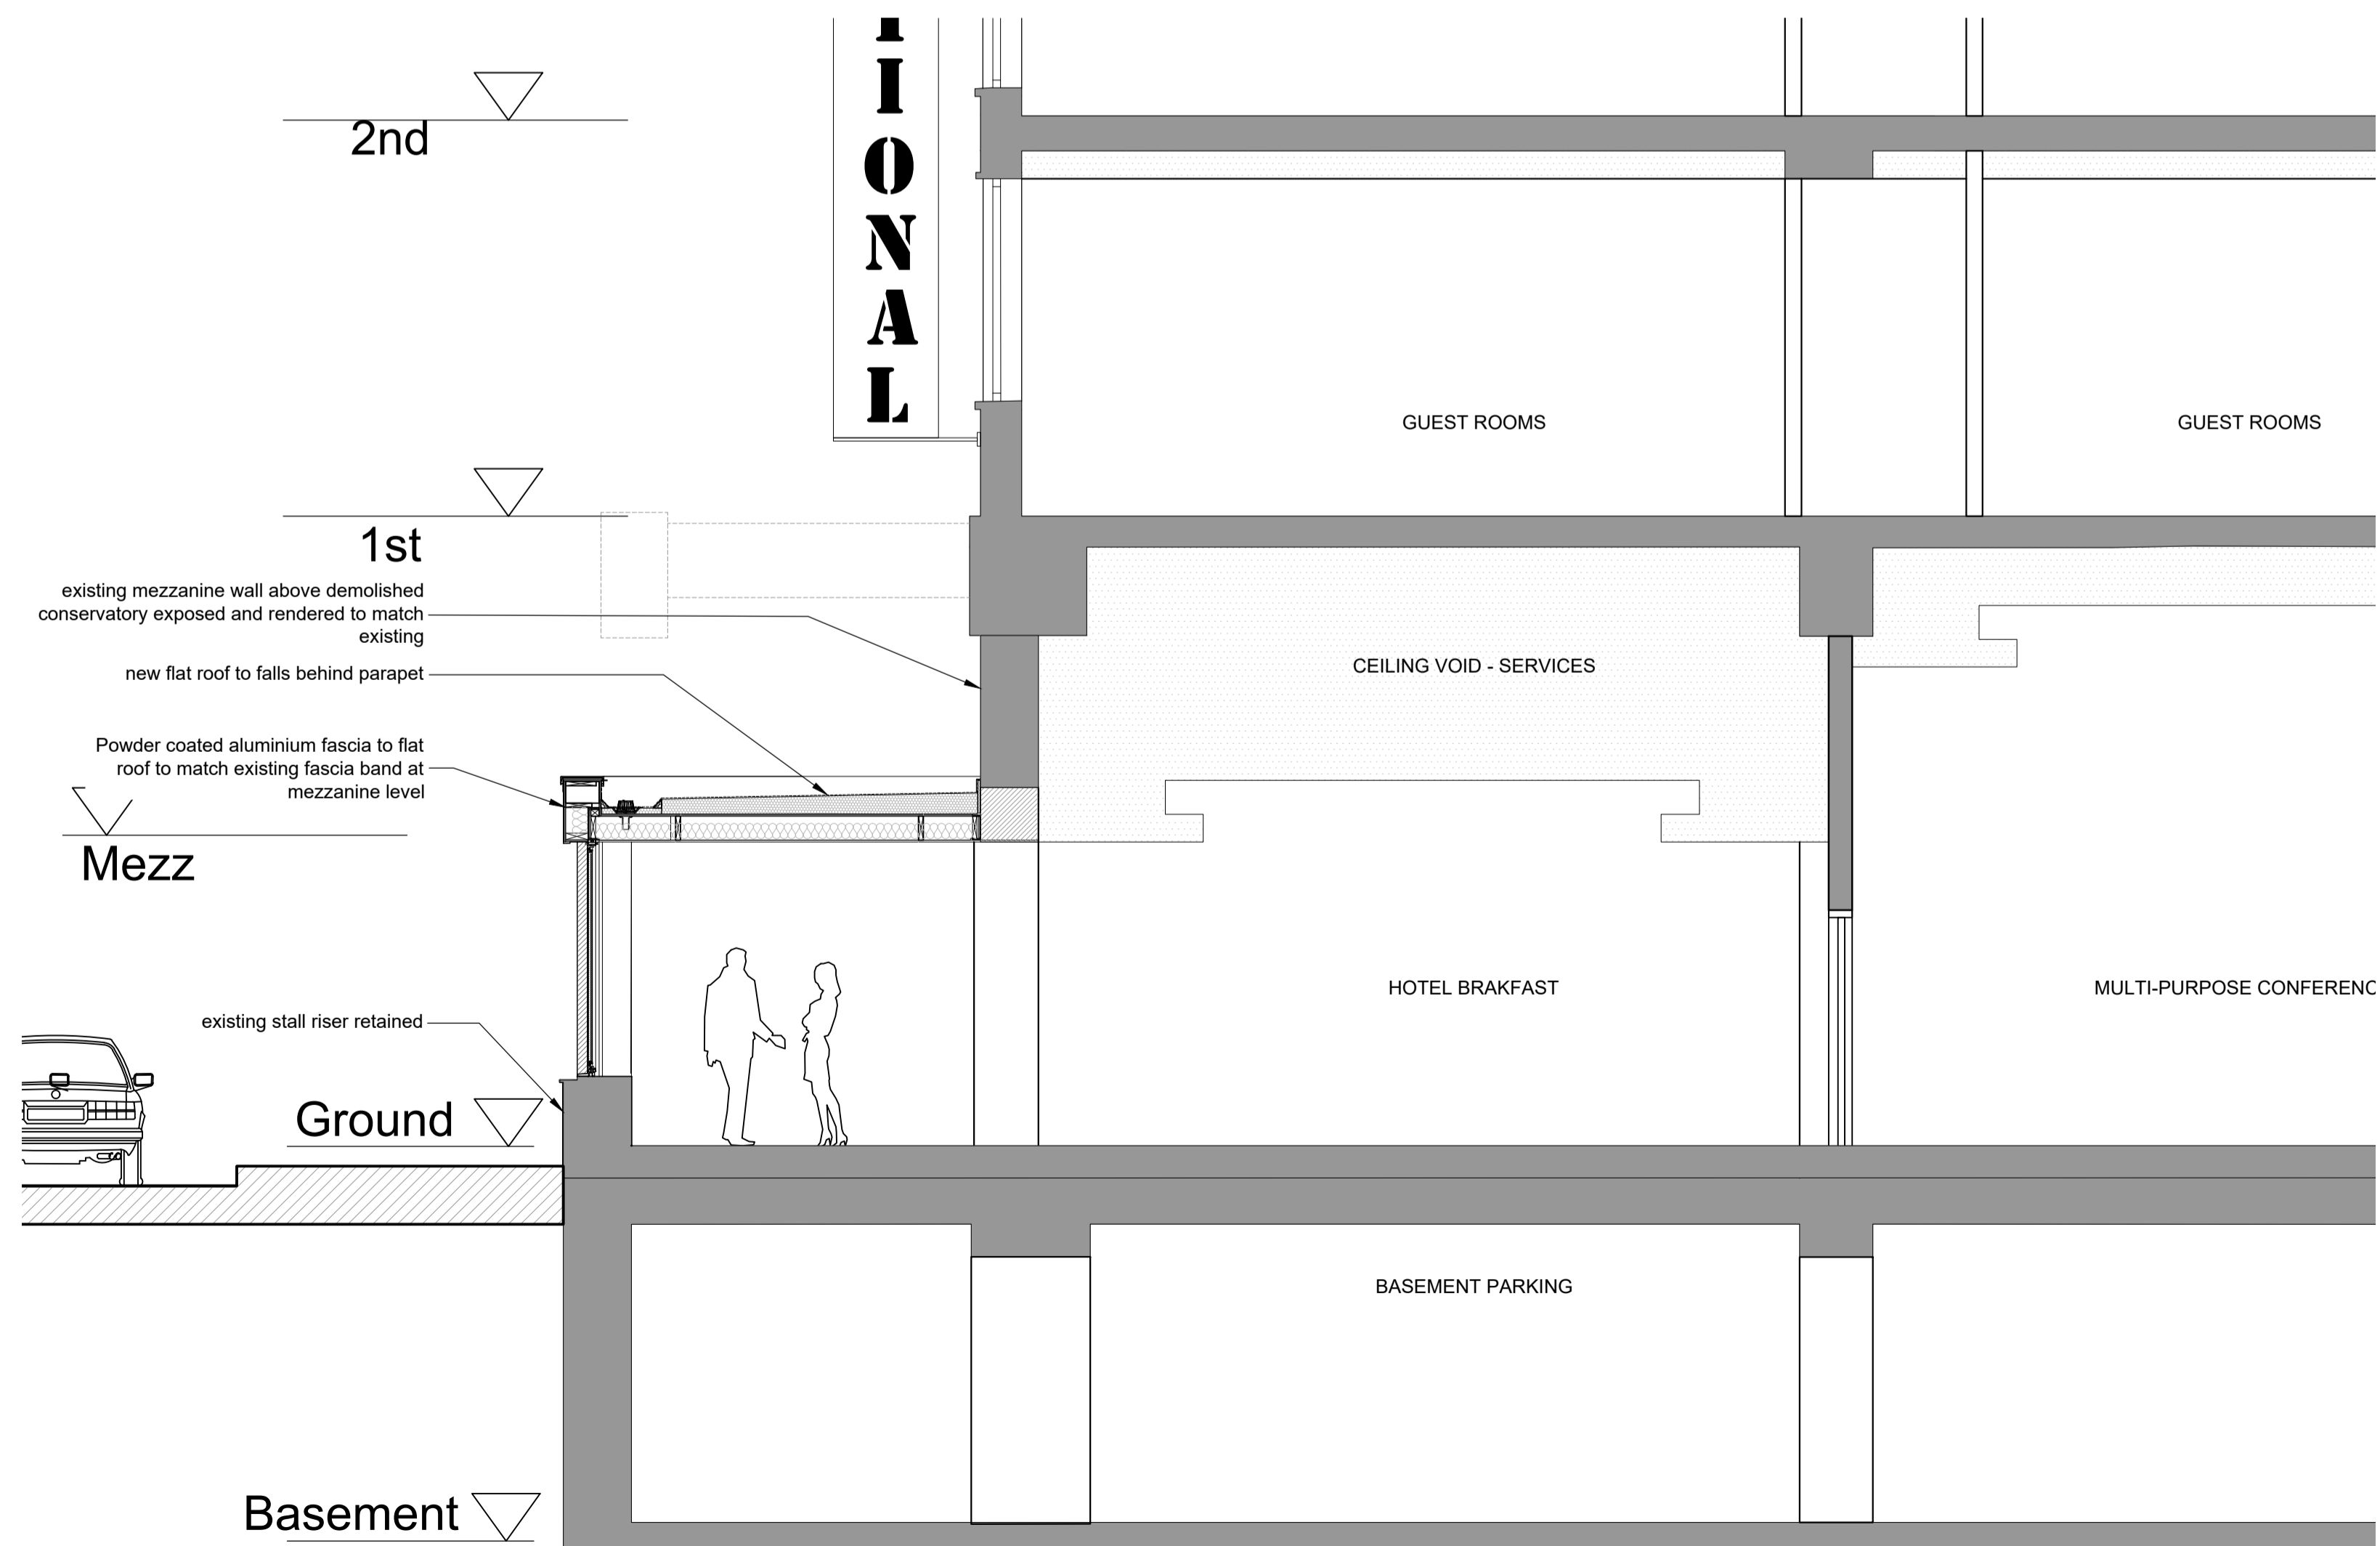 I
O
N
A
L
2nd
GUEST ROOMS
GUEST ROOMS
1st
existing mezzanine wall above demolished
conservatory exposed and rendered to match
existing
new flat roof to falls behind parapet
CEILING VOID - SERVICES
Powder coated aluminium fascia to flat
roof to match existing fascia band at
mezzanine level
Mezz
HOTEL BRAKFAST
MULTI-PURPOSE CONFERENC
existing stall riser retained
Ground
BASEMENT PARKING
Basement